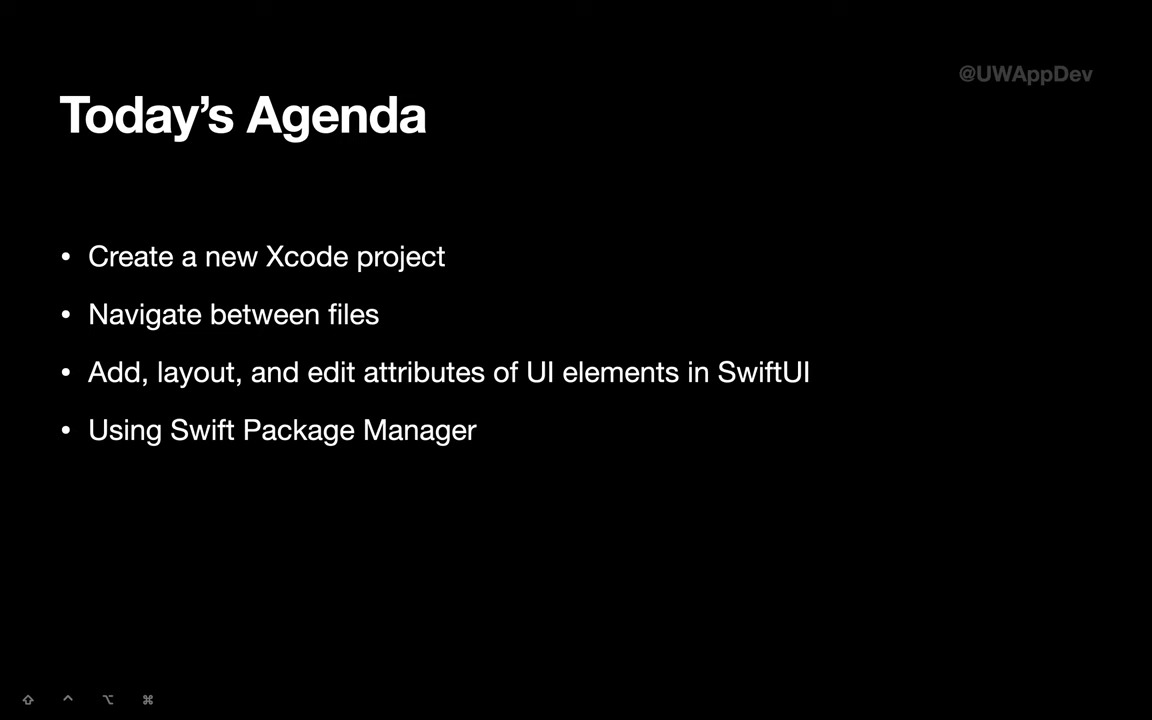 @UWAppDev
Today’s Agenda
• Create a new Xcode project
• Navigate between files
• Add, layout, and edit attributes of UI elements in SwiftUI
• Using Swift Package Manager
⇧ ^ ⌥ ⌘